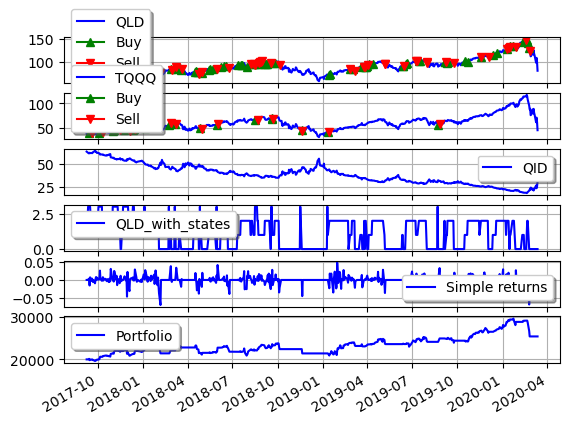 QLD
Buy
Sell
150
100
TQQQ
Buy
Sell
100
50
QID
50
25
QLD_with_states
2.5
0.0
Simple returns
0.05
0.00
−0.05
Portfolio
30000
20000
2017-10
2018-01
2018-04
2018-07
2018-10
2019-01
2019-04
2019-07
2019-10
2020-01
2020-04